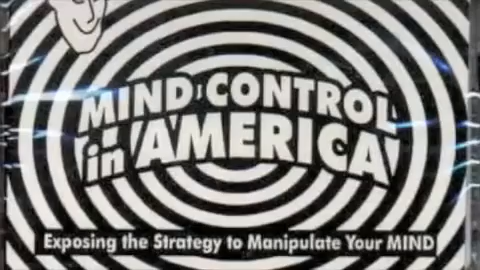 MIND CONTROL
in AMERICA
Exposing the Strategy to Manipulate Your MIND